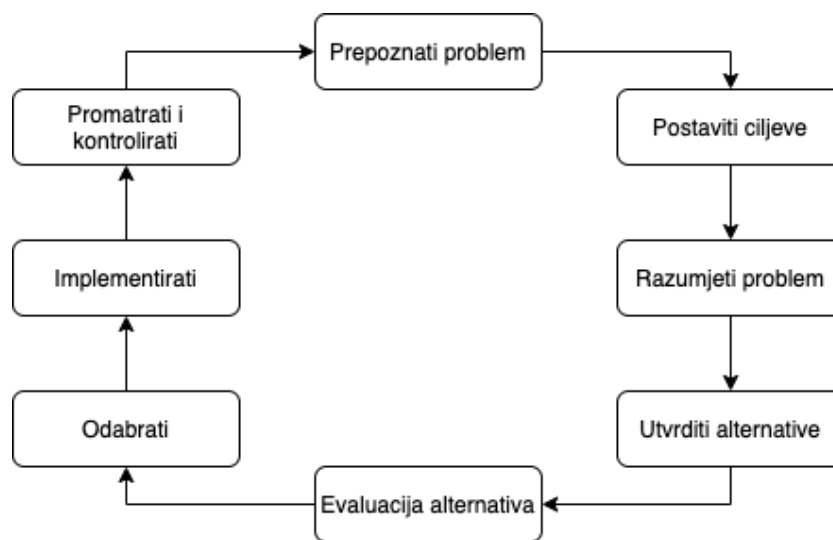 Prepoznati problem
Postaviti ciljeve
Razumjeti problem
Utvrditi alternative
Evaluacija alternativa
Odabrati
Implementirati
Promatrati i
kontrolirati